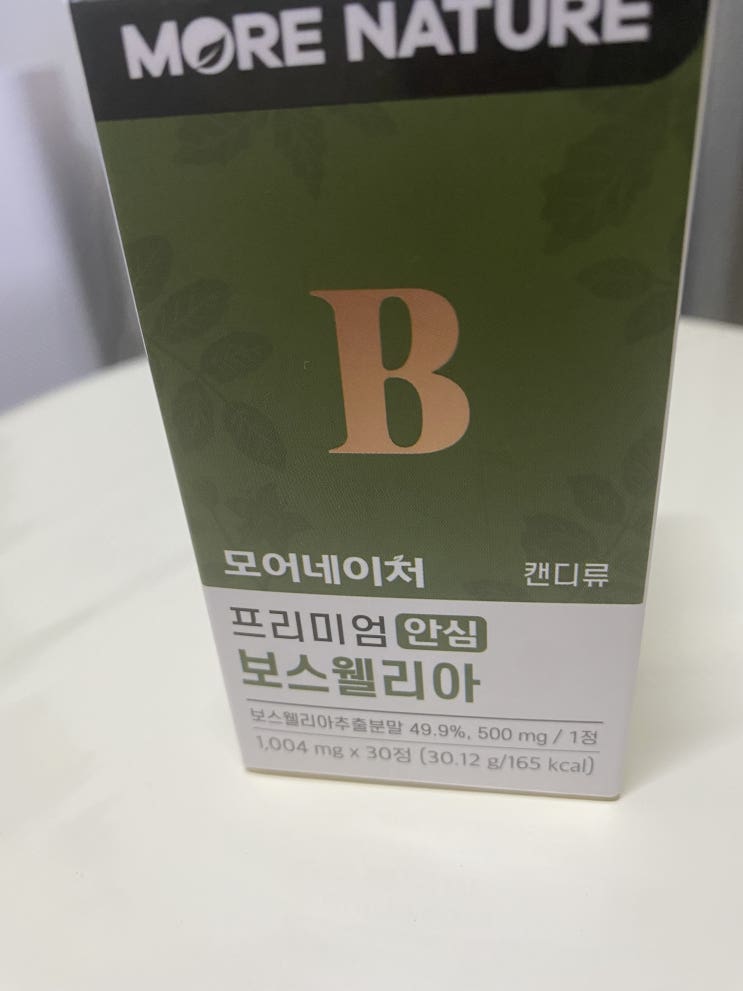 MORE NATURE
B
모어네이처 캔디류
프리미엄 안심
보스웰리아
보스웰리아추출분말 49.9%, 500 mg / 1정
1,004 mg x 30정 (30.12 g/165 kcal)